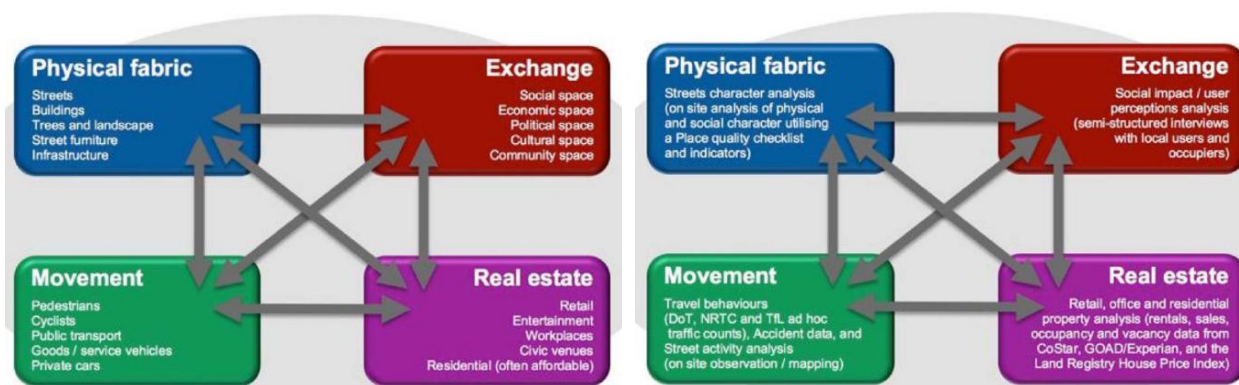 Physical fabric
Streets
Buildings
Trees and landscape
Street furniture
Infrastructure
Exchange
Social space
Economic space
Political space
Cultural space
Community space
Movement
Pedestrians
Cyclists
Public transport
Goods / service vehicles
Private cars
Real estate
Retail
Entertainment
Workplaces
Civic venues
Residential (often affordable)
Physical fabric
Streets character analysis
(on site analysis of physical
and social character utilising
a Place quality checklist
and indicators)
Exchange
Social impact / user
perceptions analysis
(semi-structured interviews
with local users and
occupiers)
Movement
Travel behaviours
(DoT, NRTC and TfL ad hoc
traffic counts), Accident data, and
Street activity analysis
(on site observation / mapping)
Real estate
Retail, office and residential
property analysis (rentals, sales,
occupancy and vacancy data from
CoStar, GOAD/Experian, and the
Land Registry House Price Index)